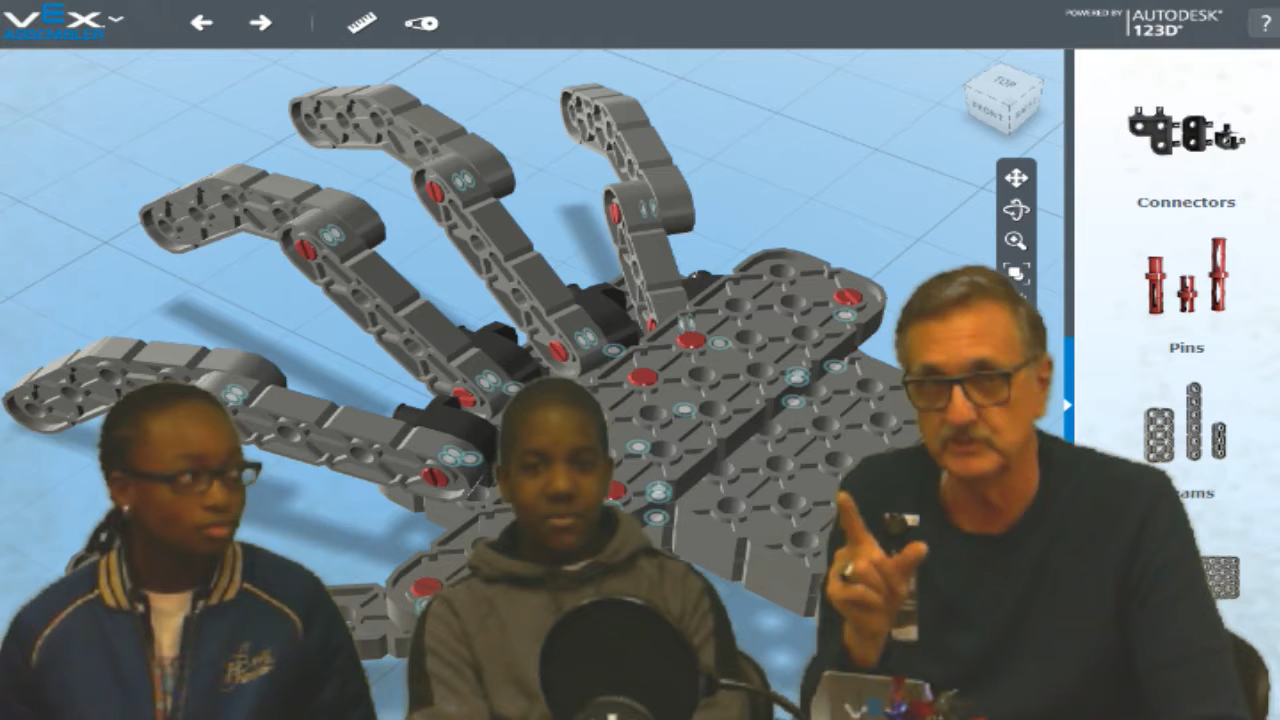 VEX
ASSEMBLER
POWERED BY
AUTODESK®
123D®
?
TOP
FRONT
Connectors
Pins